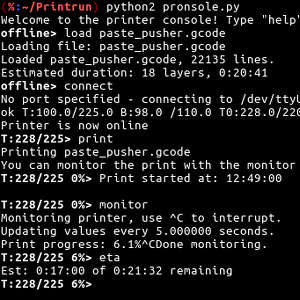 (%:~/Printrun) python2 pronsole.py
Welcome to the printer console! Type "help"
offline> load paste_pusher.gcode
Loading file: paste_pusher.gcode
Loaded paste_pusher.gcode, 22135 lines.
Estimated duration: 18 layers, 0:20:41
offline> connect
No port specified - connecting to /dev/ttyU
ok T:100.0/225.0 B:98.0 /110.0 T0:228.0/220
Printer is now online
T:228/225> print
Printing paste_pusher.gcode
You can monitor the print with the monitor
T:228/225 0%> Print started at: 12:49:00
T:228/225 0%> monitor
Monitoring printer, use ^C to interrupt.
Updating values every 5.000000 seconds.
Print progress: 6.1%^CDone monitoring.
T:228/225 6%> eta
Est: 0:17:00 of 0:21:32 remaining
T:228/225 6%>